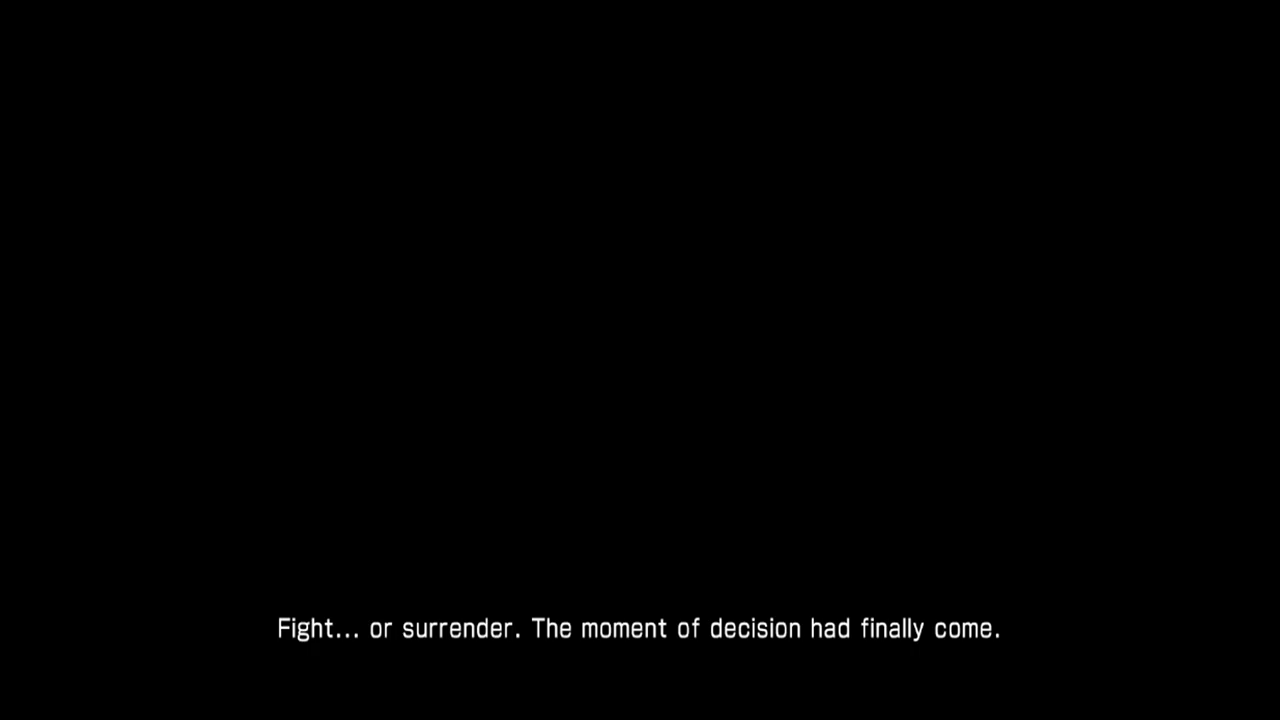 Fight... or surrender. The moment of decision had finally come.